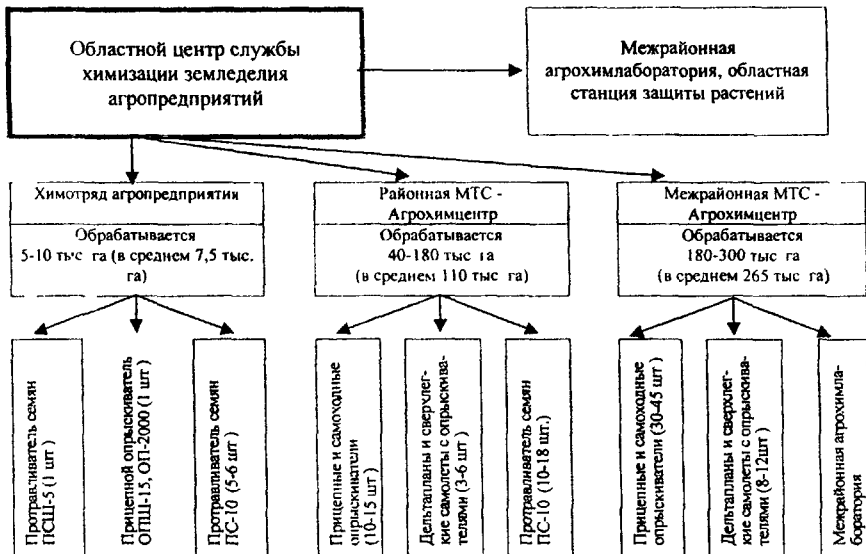 Областной центр службы
химизации земледелия
агропредприятий
Межрайонная
агрохимлаборатория, областная
станция защиты растений
Химотряд агропредприятия
Обрабатывается
5-10 тыс га (в среднем 7,5 тыс.
га)
Районная МТС -
Агрохимцентр
Обрабатывается
40-180 тыс га
(в среднем 110 тыс га)
Межрайонная МТС -
Агрохимцентр
Обрабатывается
180-300 тыс га
(в среднем 265 тыс га)
Протравливатель семян
ПСШ-5 (1 шт)
Прицепной опрыскиватель
ОПШ-15, ОП-2000 (1 шт)
Протравливатель семян
ПС-10 (5-6 шт)
Прицепные и самоходные
опрыскиватели
(10-15 шт)
Дельтапланы и сверхлег-
кие самолеты с опрыскива-
телями (3-6 шт)
Протравливатель семян
ПС-10 (10-18 шт.)
Прицепные и самоходные
опрыскиватели (30-45 шт)
Дельтапланы и сверхлег-
кие самолеты с опрыскива-
телями (8-12шт)
Межрайонная агрохимла-
боратория